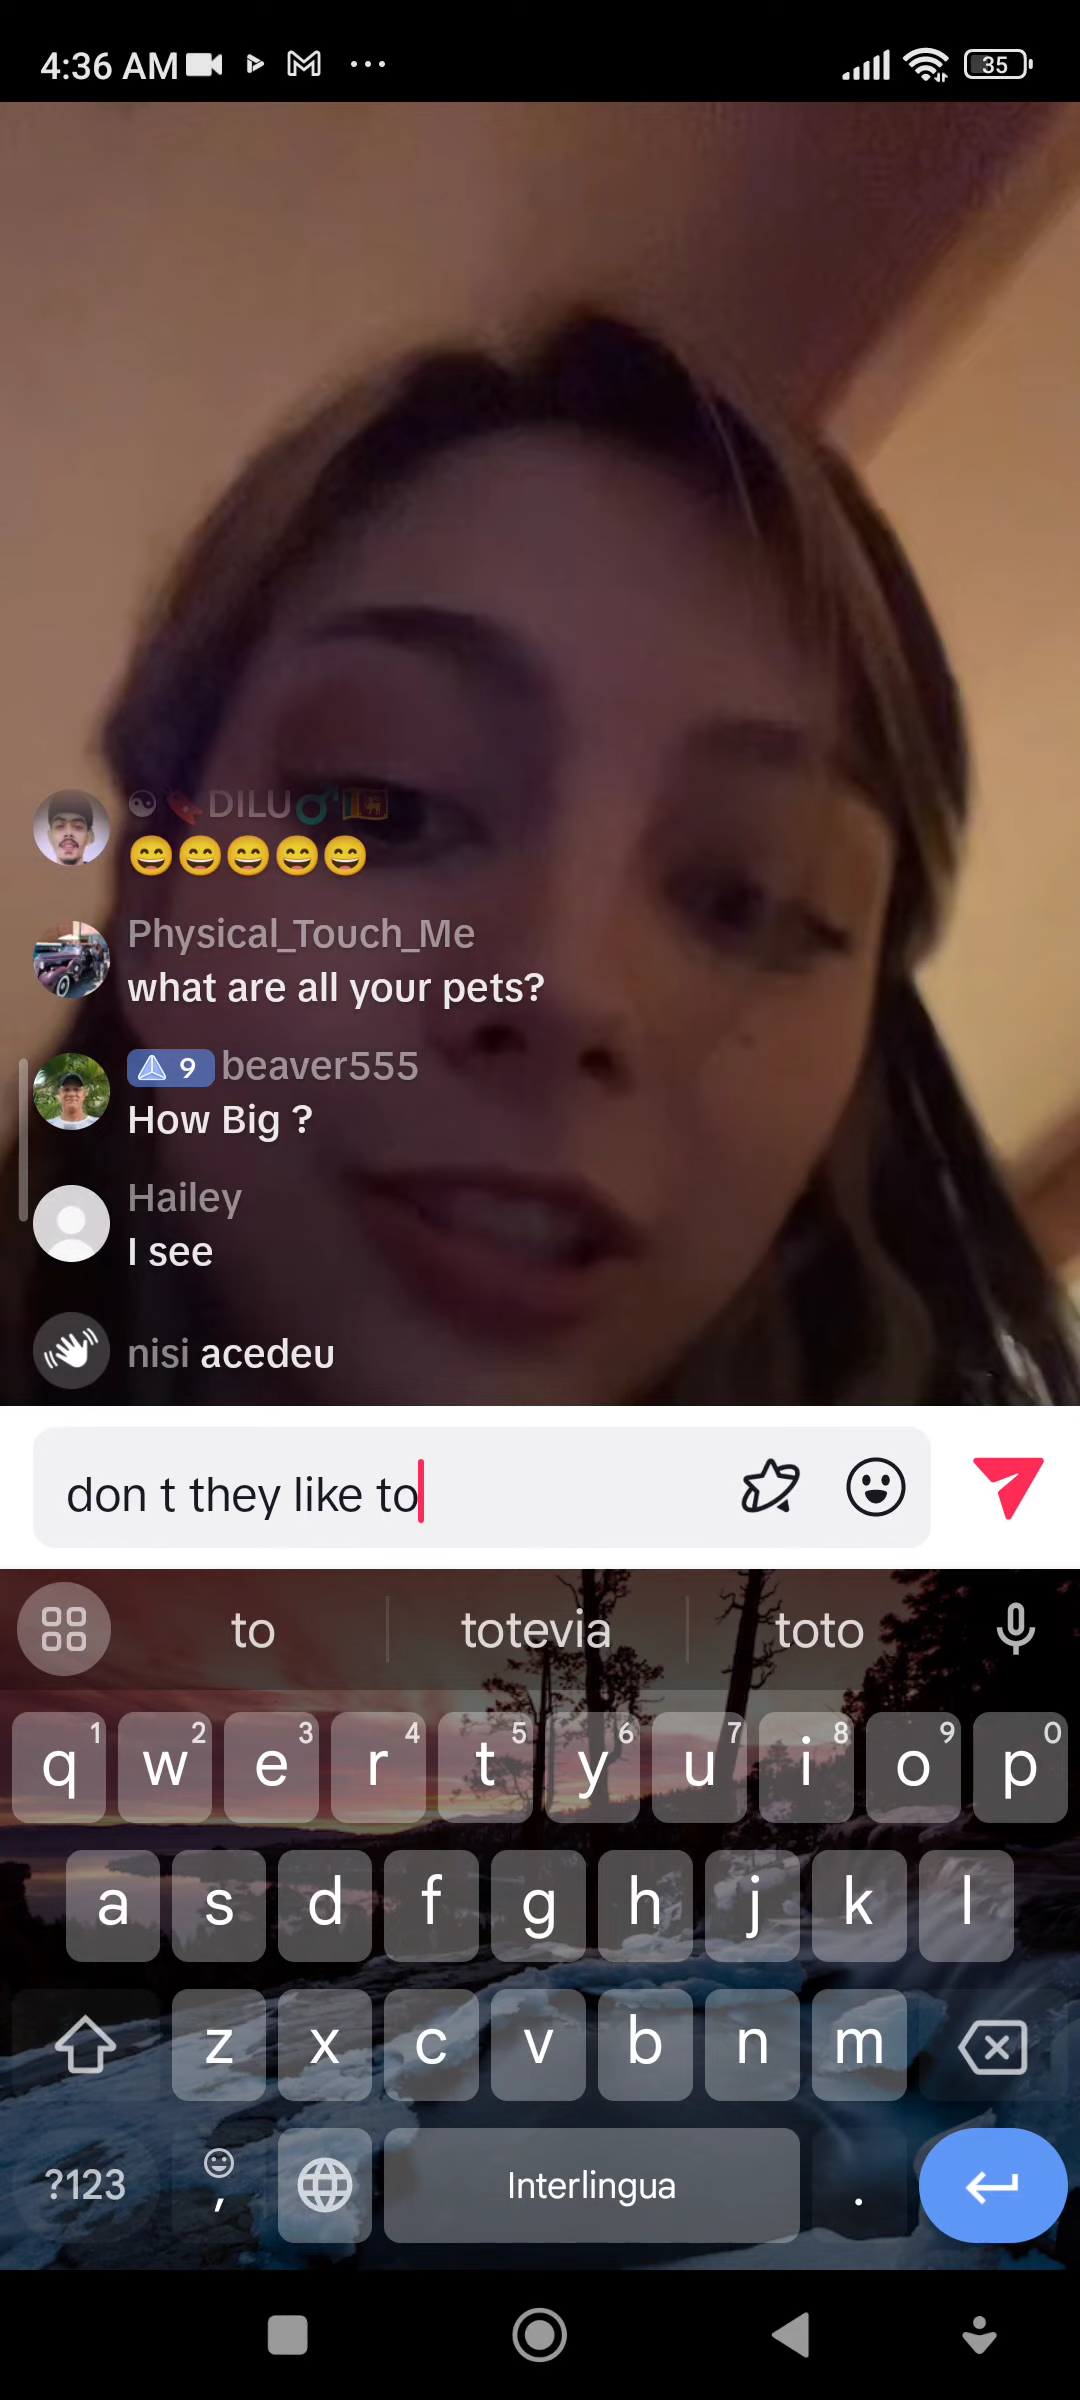 4:36 AM
35
DILU
Physical_Touch_Me
what are all your pets?
9 beaver555
How Big ?
Hailey
I see
nisi acedeu
don t they like to
to totevia toto
1 2 3 4 5 6 7 8 9 0
q w e r t y u i o p
a s d f g h j k l
z x c v b n m
?123 , Interlingua .